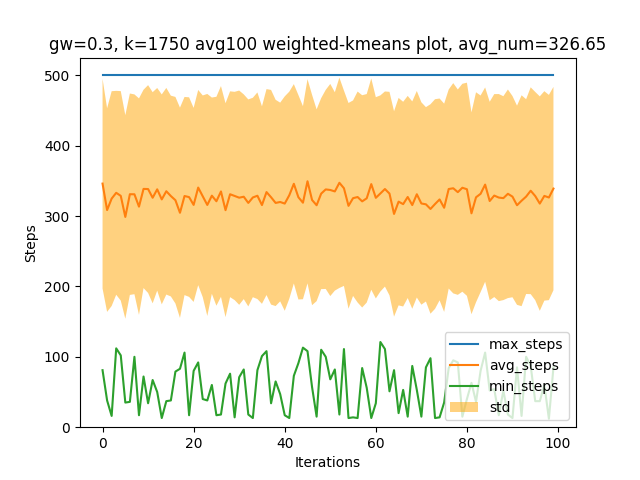 gw=0.3, k=1750 avg100 weighted-kmeans plot, avg_num=326.65
500
400
300
200
100
0
Steps
0 20 40 60 80 100
Iterations
max_steps
avg_steps
min_steps
std